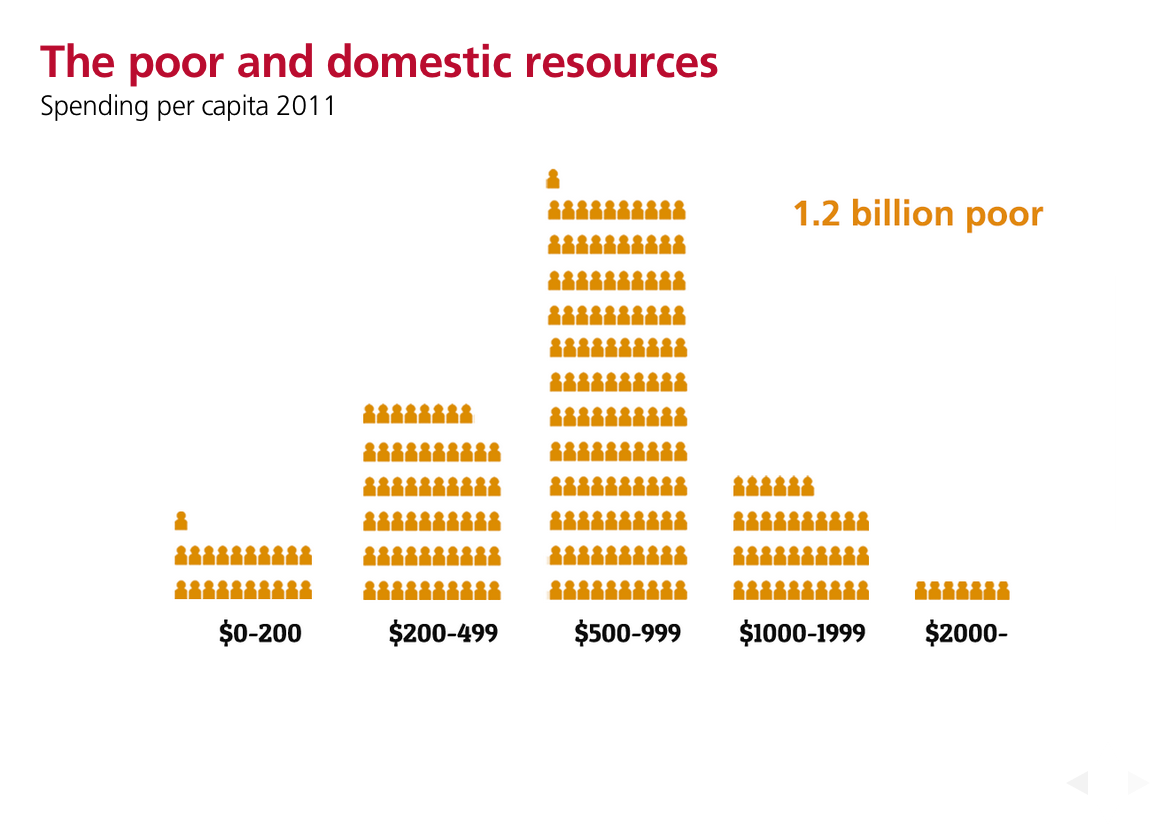 The poor and domestic resources
Spending per capita 2011
1.2 billion poor
$0-200
$200-499
$500-999
$1000-1999
$2000-